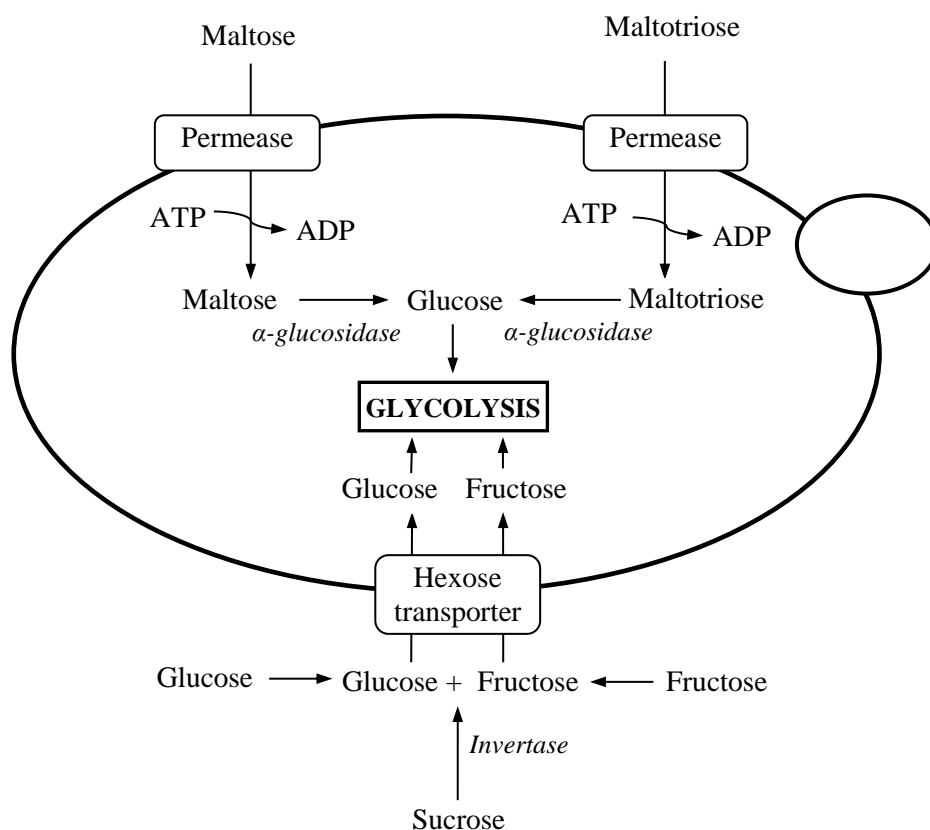 Maltose
Maltotriose
Permease
Permease
ATP
ADP
ATP
ADP
Maltose
Glucose
Maltotriose
α-glucosidase
α-glucosidase
GLYCOLYSIS
Glucose
Fructose
Hexose
transporter
Glucose
Glucose + Fructose
Fructose
Invertase
Sucrose